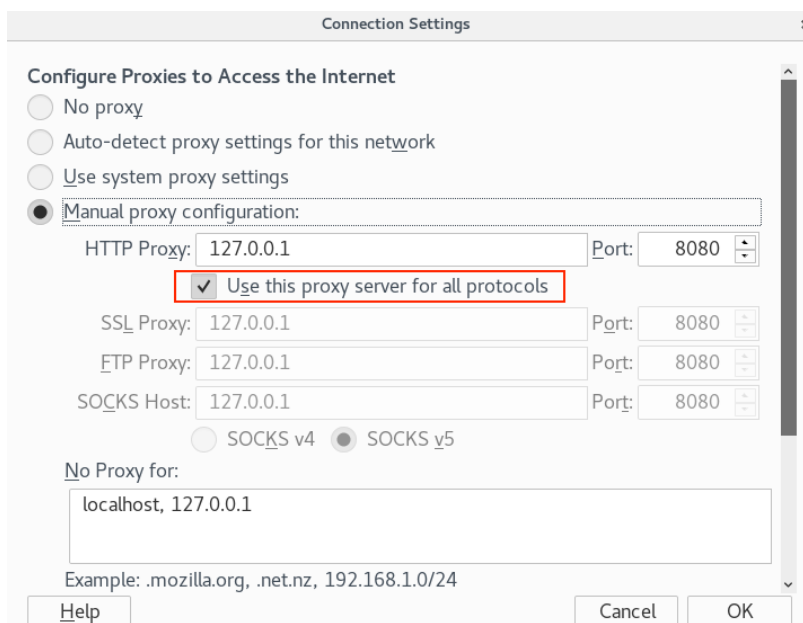 Connection Settings
Configure Proxies to Access the Internet
No proxy
Auto-detect proxy settings for this network
Use system proxy settings
Manual proxy configuration:
HTTP Proxy: 127.0.0.1 Port: 8080
Use this proxy server for all protocols
SSL Proxy: 127.0.0.1 Port: 8080
FTP Proxy: 127.0.0.1 Port: 8080
SOCKS Host: 127.0.0.1 Port: 8080
SOCKS v4 SOCKS v5
No Proxy for:
localhost, 127.0.0.1
Example: .mozilla.org, .net.nz, 192.168.1.0/24
Help Cancel OK